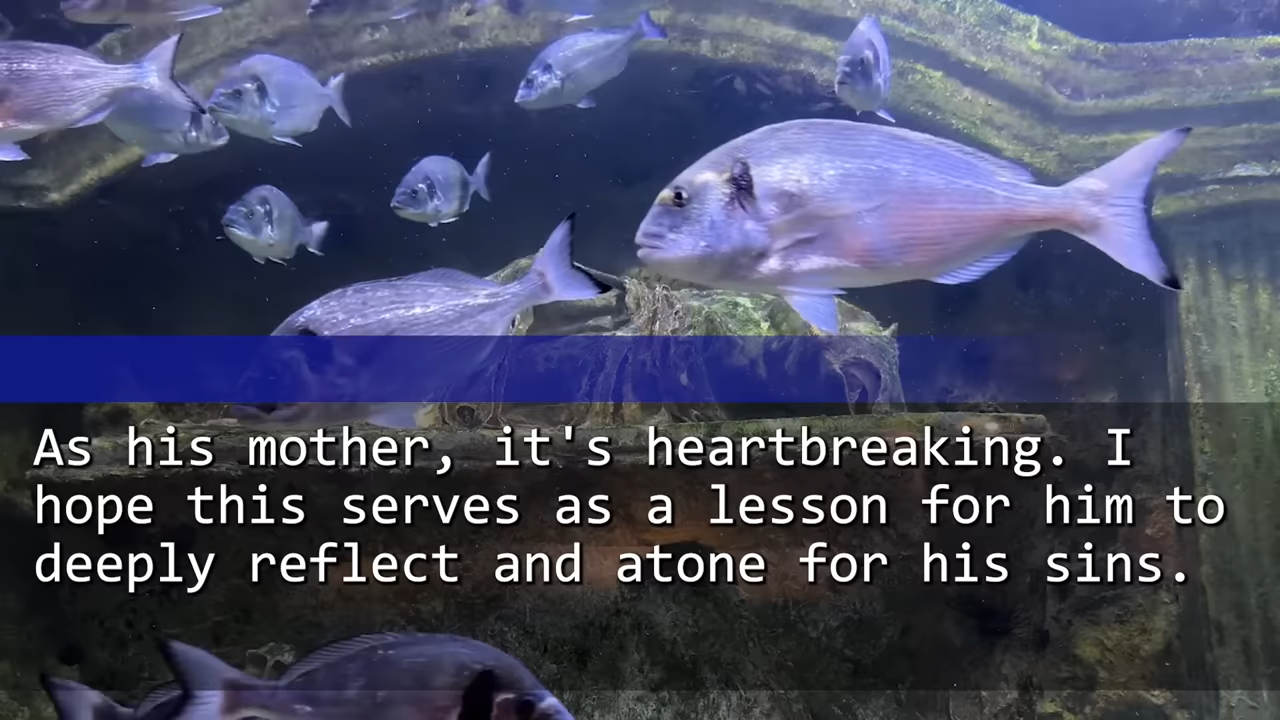 As his mother, it's heartbreaking. I
hope this serves as a lesson for him to
deeply reflect and atone for his sins.